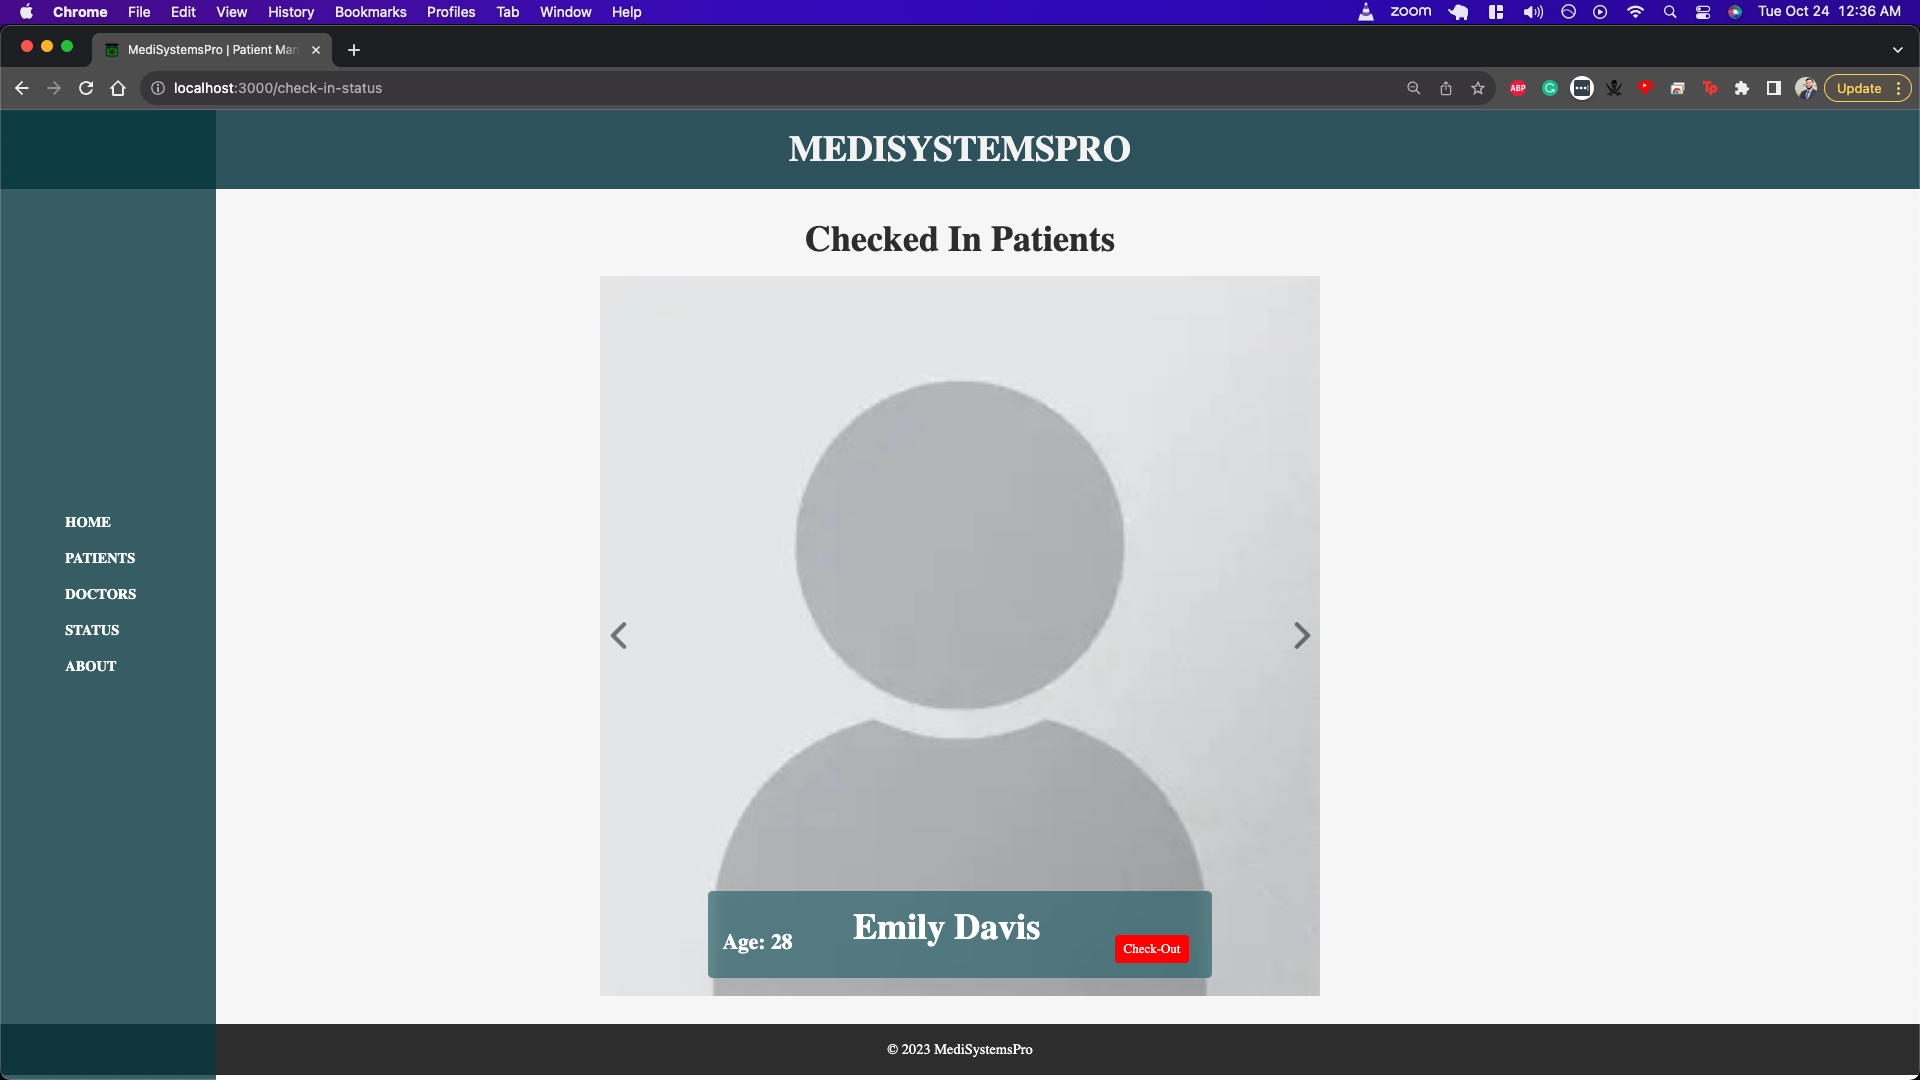 Chrome File Edit View History Bookmarks Profiles Tab Window Help zoom Tue Oct 24 12:36 AM
MediSystemsPro | Patient Man
localhost:3000/check-in-status ABP G Tp Update
MEDISYSTEMSPRO
Checked In Patients
HOME
PATIENTS
DOCTORS
STATUS
ABOUT
Emily Davis
Age: 28
Check-Out
© 2023 MediSystemsPro